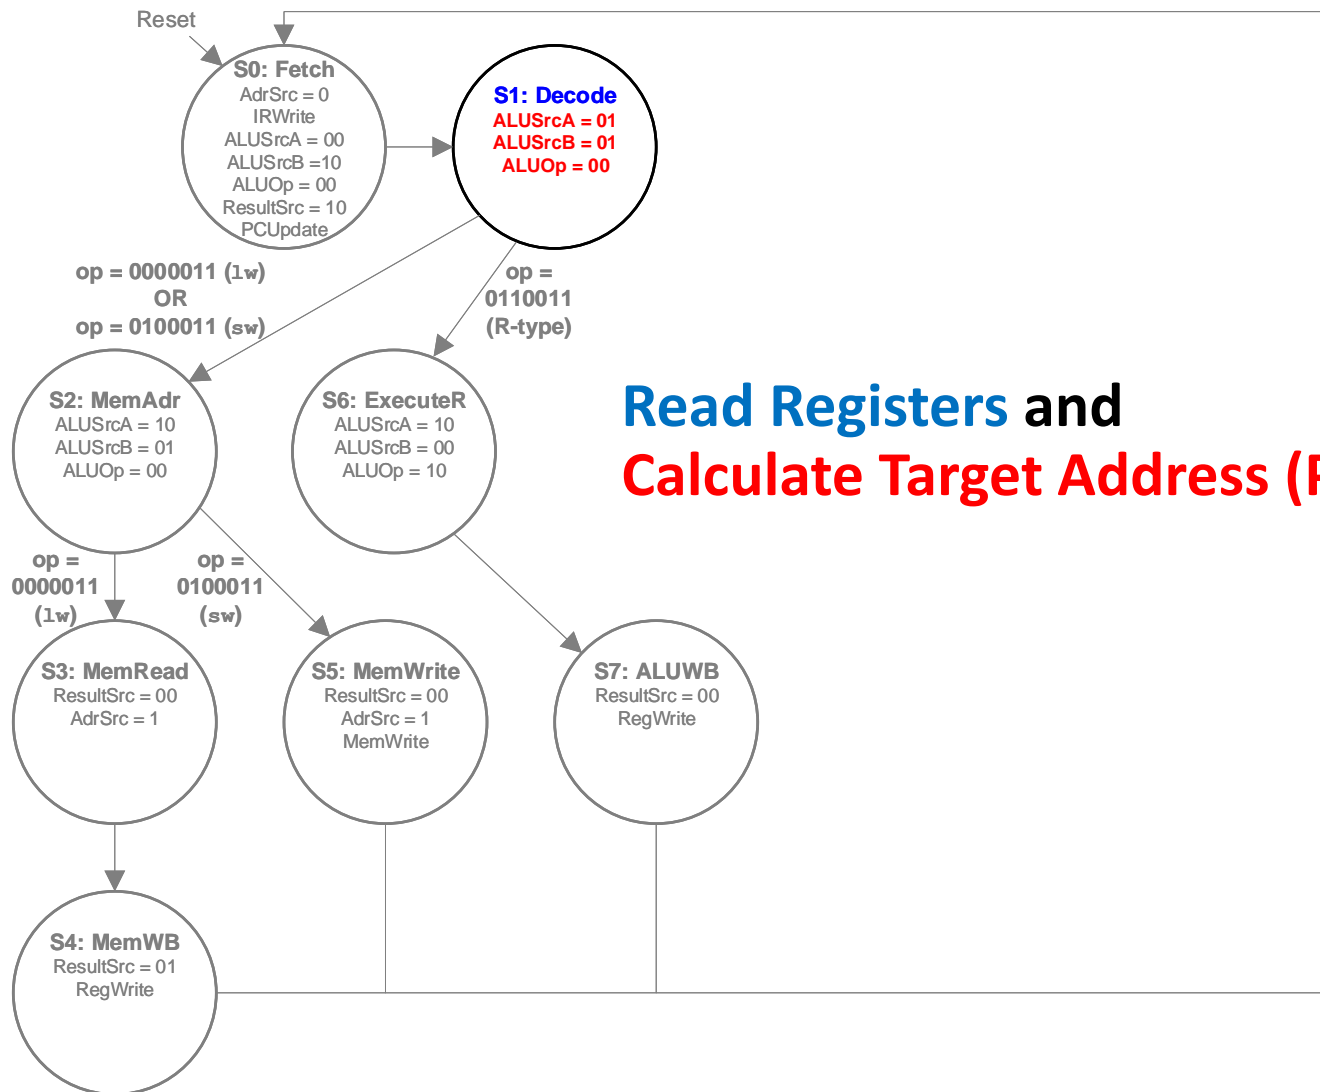 Reset
S0: Fetch
AdrSrc = 0
IRWrite
ALUSrcA = 00
ALUSrcB =10
ALUOp = 00
ResultSrc = 10
PCUpdate
S1: Decode
ALUSrcA = 01
ALUSrcB = 01
ALUOp = 00
op = 0000011 (lw)
OR
op = 0100011 (sw)
op =
0110011
(R-type)
S2: MemAdr
ALUSrcA = 10
ALUSrcB = 01
ALUOp = 00
S6: ExecuteR
ALUSrcA = 10
ALUSrcB = 00
ALUOp = 10
Read Registers and
Calculate Target Address (
op =
0000011
(lw)
op =
0100011
(sw)
S3: MemRead
ResultSrc = 00
AdrSrc = 1
S5: MemWrite
ResultSrc = 00
AdrSrc = 1
MemWrite
S7: ALUWB
ResultSrc = 00
RegWrite
S4: MemWB
ResultSrc = 01
RegWrite